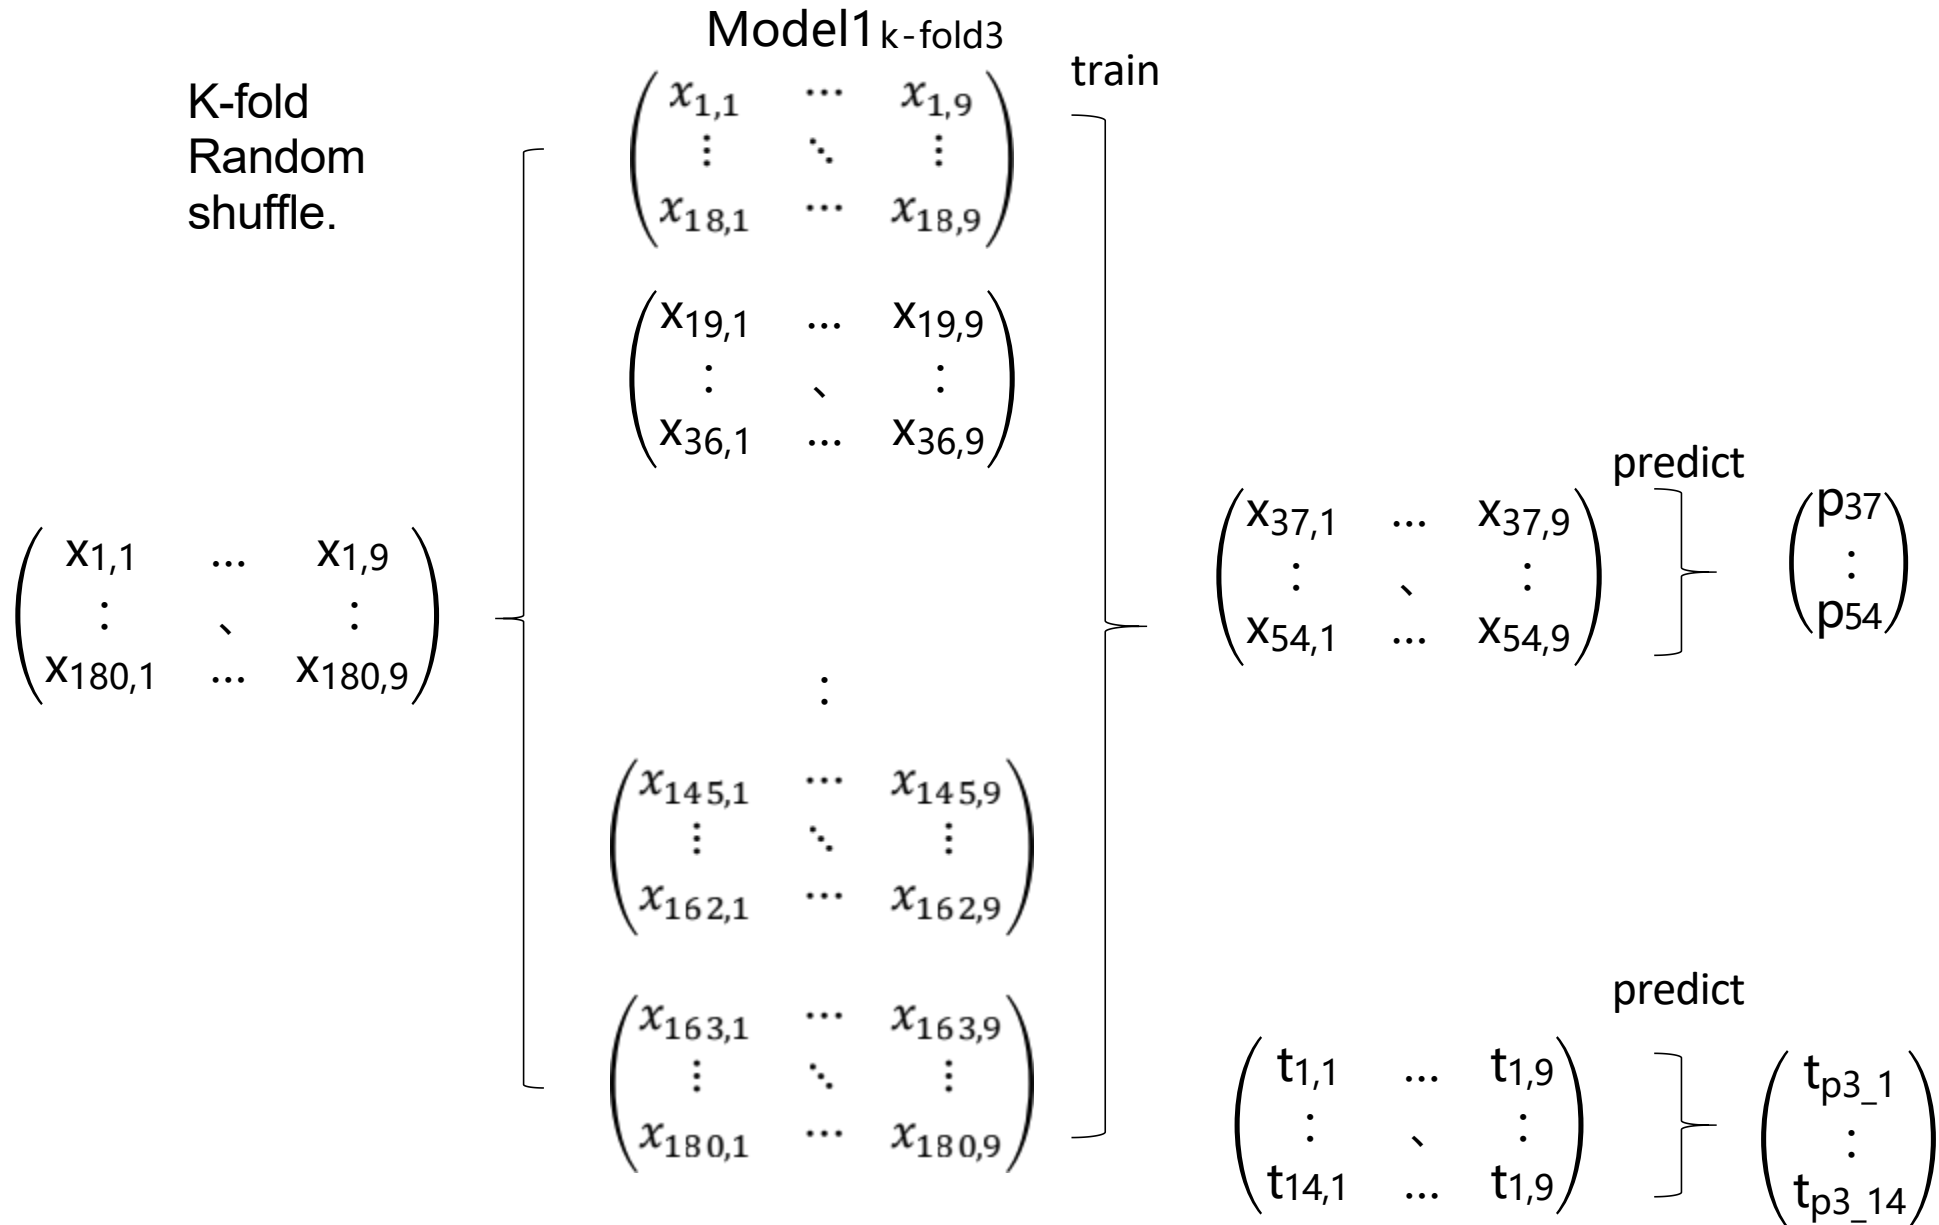 Model1 k-fold3
K-fold
Random
shuffle.
train
x1,1 ... x1,9
⋮ ⋱ ⋮
x18,1 ... x18,9
x19,1 ... x19,9
: 、 :
x36,1 ... x36,9
x1,1 ... x1,9
: 、 :
x180,1 ... x180,9
:
x145,1 ... x145,9
⋮ ⋱ ⋮
x162,1 ... x162,9
x163,1 ... x163,9
⋮ ⋱ ⋮
x180,1 ... x180,9
predict
x37,1 ... x37,9
: 、 :
x54,1 ... x54,9
p37
:
p54
predict
t1,1 ... t1,9
: 、 :
t14,1 ... t1,9
tp3_1
:
tp3_14